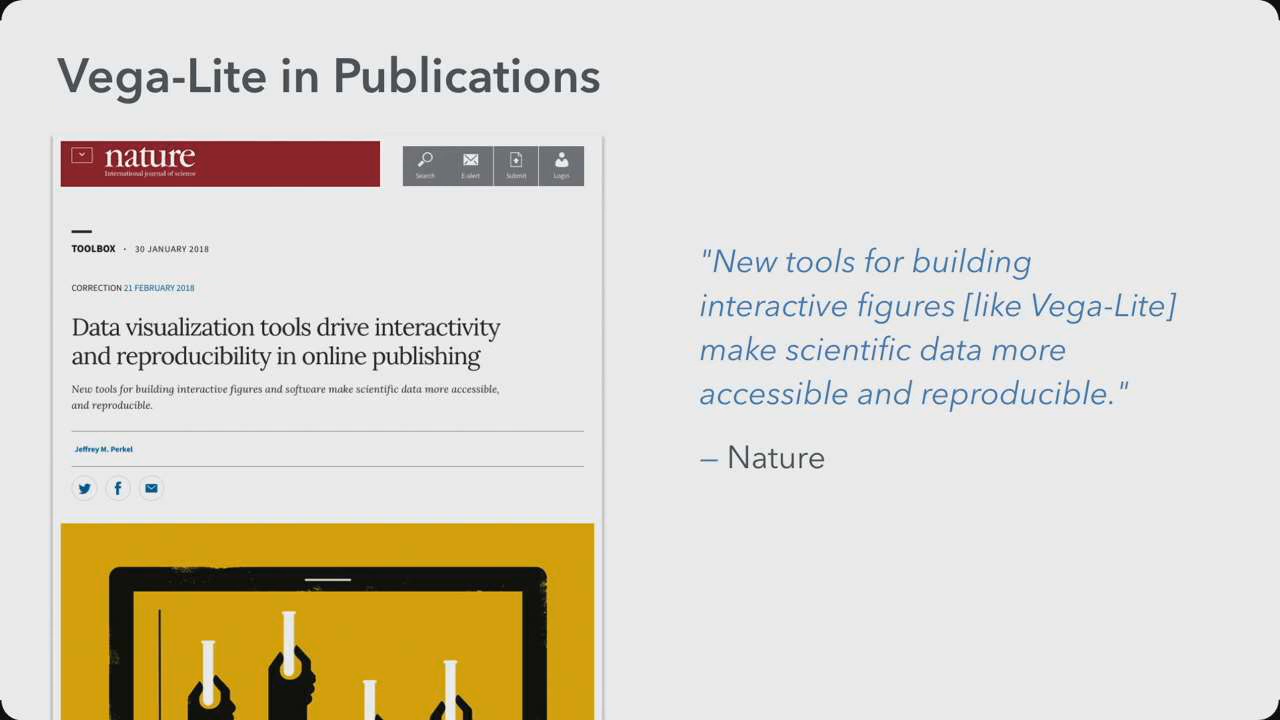 Vega-Lite in Publications
nature
International journal of science
Search
E-alert
Submit
Login
TOOLBOX · 30 JANUARY 2018
CORRECTION 21 FEBRUARY 2018
Data visualization tools drive interactivity
and reproducibility in online publishing
New tools for building interactive figures and software make scientific data more accessible,
and reproducible.
Jeffrey M. Perkel
"New tools for building
interactive figures [like Vega-Lite]
make scientific data more
accessible and reproducible."
– Nature